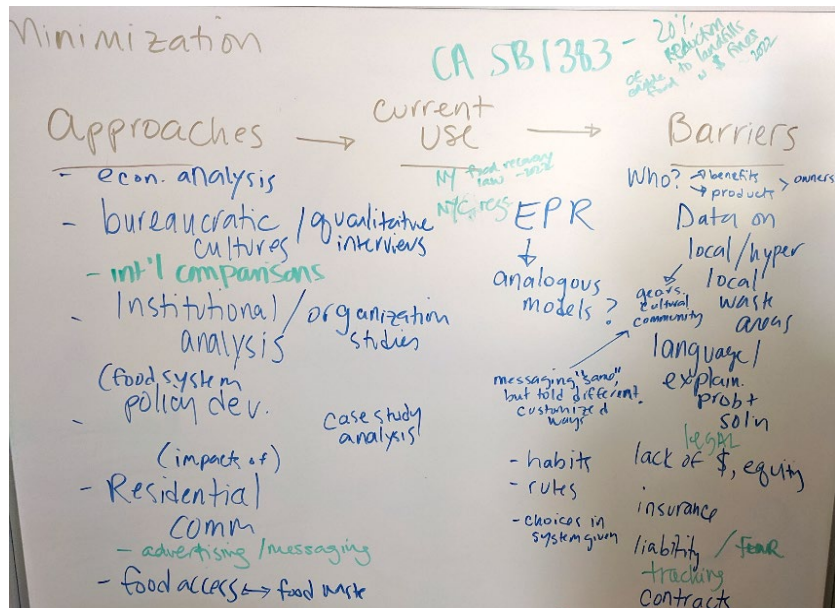 Minimization
CA SB1383 - 20%
REDUCTION
of edible food to landfills
w $ fines
2022
Approaches → current use → Barriers
- econ. analysis
- bureaucratic cultures / qualitative interviews
- int'l comparisons
- Institutional analysis / organization studies
(food system
- policy dev.
case study analysis
(impacts of)
- Residential comm
- advertising / messaging
- food access ↔ food waste
NY food recovery
law - 2022
NYC regs
EPR
↓
analogous
models?
messaging "same",
but told different
customized
ways
- habits
- rules
- choices in
system given
Who? → benefits
→ products > owners
Data on
local/hyper
local
waste
areas
cultural
community
language/
explain.
prob +
soln
legal
lack of $, equity
insurance
liability / FEAR
tracking
contracts